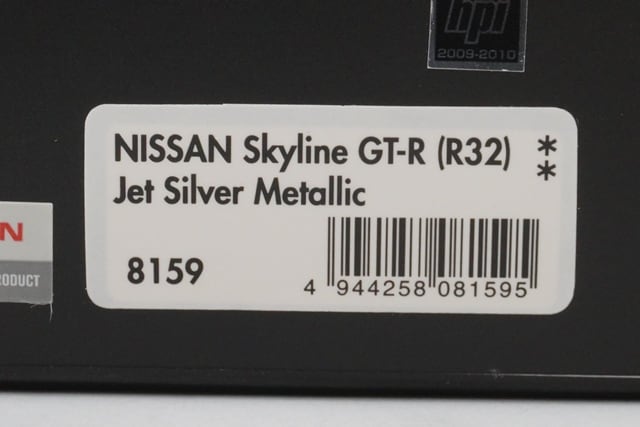 hpi
2009-2010
NISSAN Skyline GT-R (R32) **
Jet Silver Metallic
8159
4 944258 081595
N
RODUCT